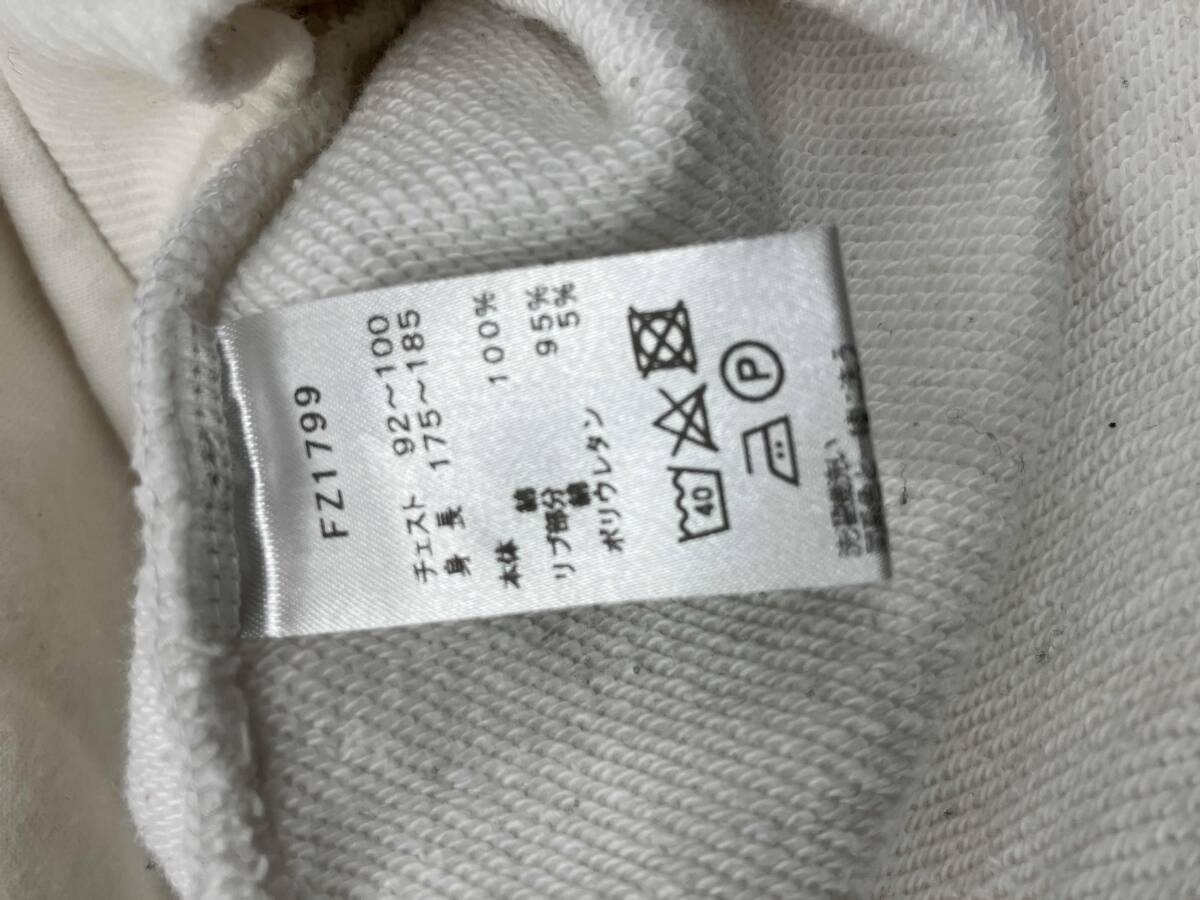 FZ1799
チェスト 92～100
身 長 175～185
本体
綿 100%
リブ部分
綿 95%
ポリウレタン 5%
40
P